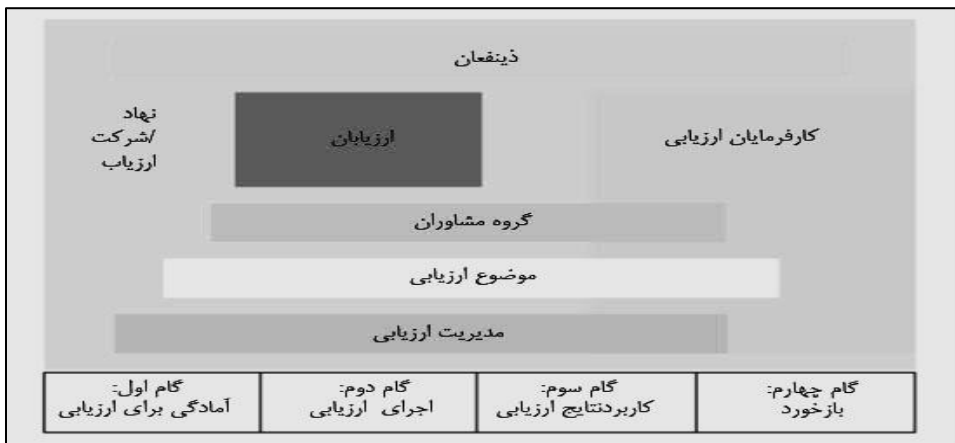 ذینفعان
نهاد
/شرکت
ارزیاب
ارزیابان
کارفرمایان ارزیابی
گروه مشاوران
موضوع ارزیابی
مدیریت ارزیابی
گام اول:
آمادگی برای ارزیابی
گام دوم:
اجرای ارزیابی
گام سوم:
کاربردنتایج ارزیابی
گام چهارم:
بازخورد